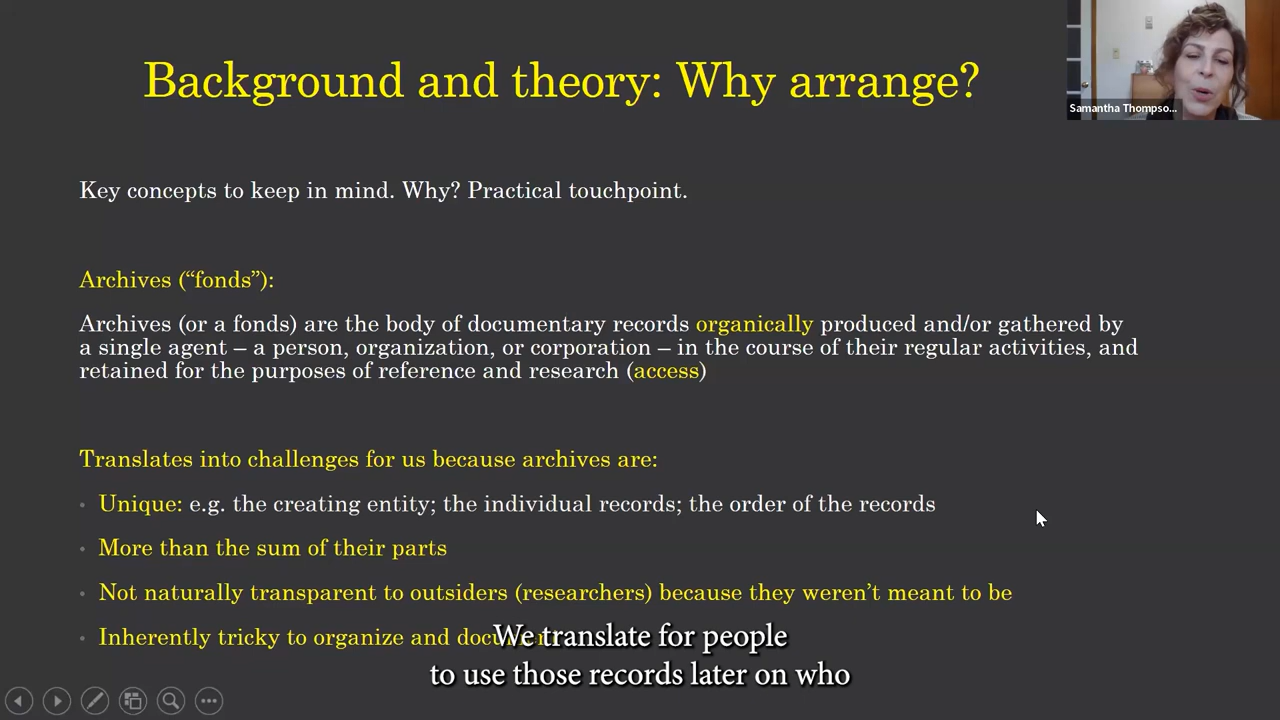 Background and theory: Why arrange?
Samantha Thompso...
Key concepts to keep in mind. Why? Practical touchpoint.
Archives (“fonds”):
Archives (or a fonds) are the body of documentary records organically produced and/or gathered by
a single agent – a person, organization, or corporation – in the course of their regular activities, and
retained for the purposes of reference and research (access)
Translates into challenges for us because archives are:
• Unique: e.g. the creating entity; the individual records; the order of the records
• More than the sum of their parts
• Not naturally transparent to outsiders (researchers) because they weren’t meant to be
• Inherently tricky to organize and
We translate for people
to use those records later on who